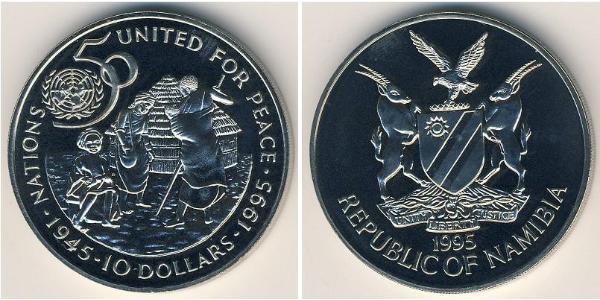 NATIONS UNITED FOR PEACE
50
· 1945 · 10 DOLLARS · 1995 ·
UNITY LIBERTY JUSTICE
1995
REPUBLIC OF NAMIBIA